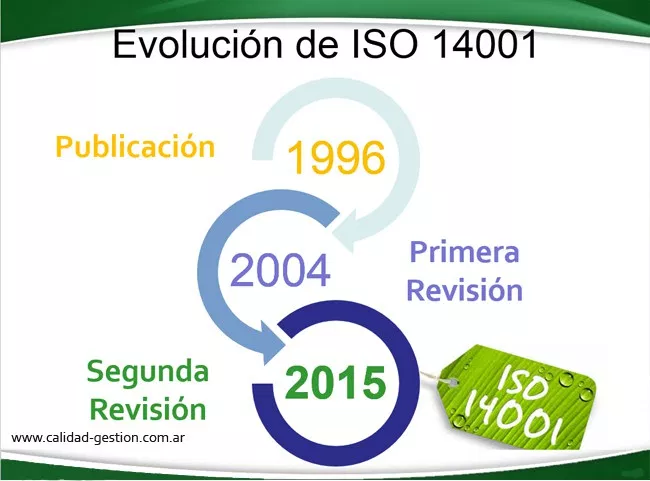 Evolución de ISO 14001
Publicación
1996
2004
Primera
Revisión
Segunda
Revisión
2015
ISO
14001
www.calidad-gestion.com.ar